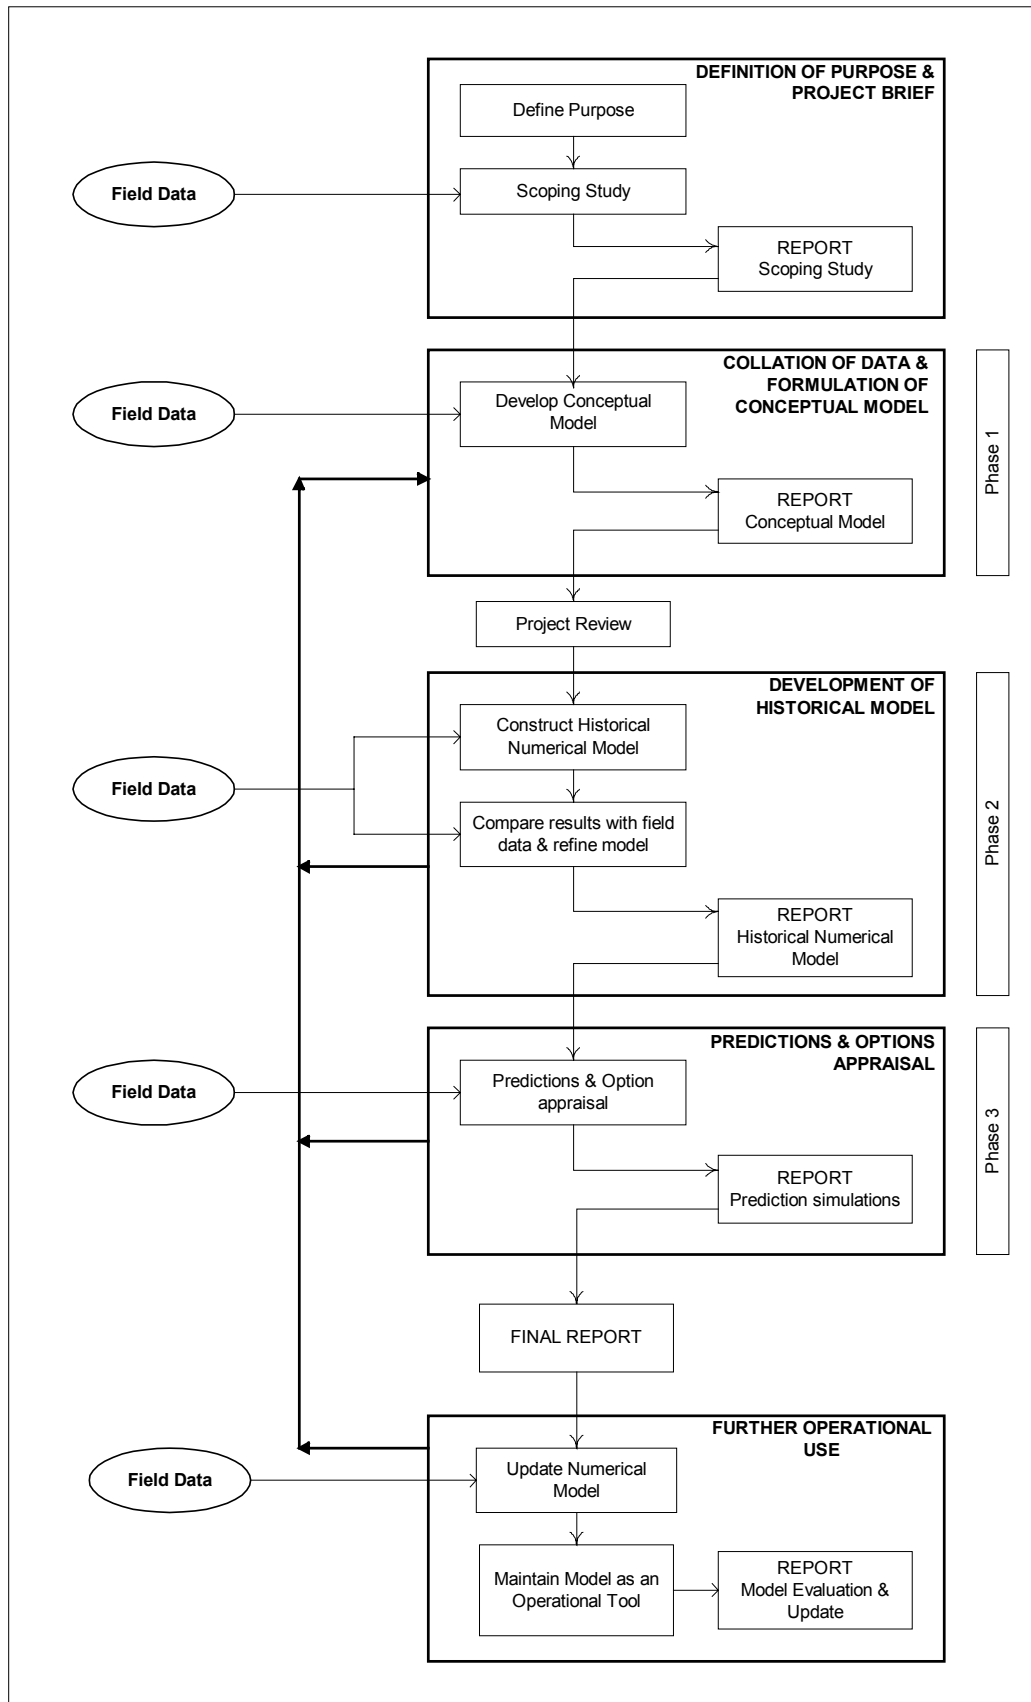 DEFINITION OF PURPOSE &
PROJECT BRIEF
Define Purpose
Field Data
Scoping Study
REPORT
Scoping Study
COLLATION OF DATA &
FORMULATION OF
CONCEPTUAL MODEL
Phase 1
Field Data
Develop Conceptual
Model
REPORT
Conceptual Model
Project Review
DEVELOPMENT OF
HISTORICAL MODEL
Phase 2
Construct Historical
Numerical Model
Field Data
Compare results with field
data & refine model
REPORT
Historical Numerical
Model
PREDICTIONS & OPTIONS
APPRAISAL
Phase 3
Field Data
Predictions & Option
appraisal
REPORT
Prediction simulations
FINAL REPORT
FURTHER OPERATIONAL
USE
Field Data
Update Numerical
Model
Maintain Model as an
Operational Tool
REPORT
Model Evaluation &
Update